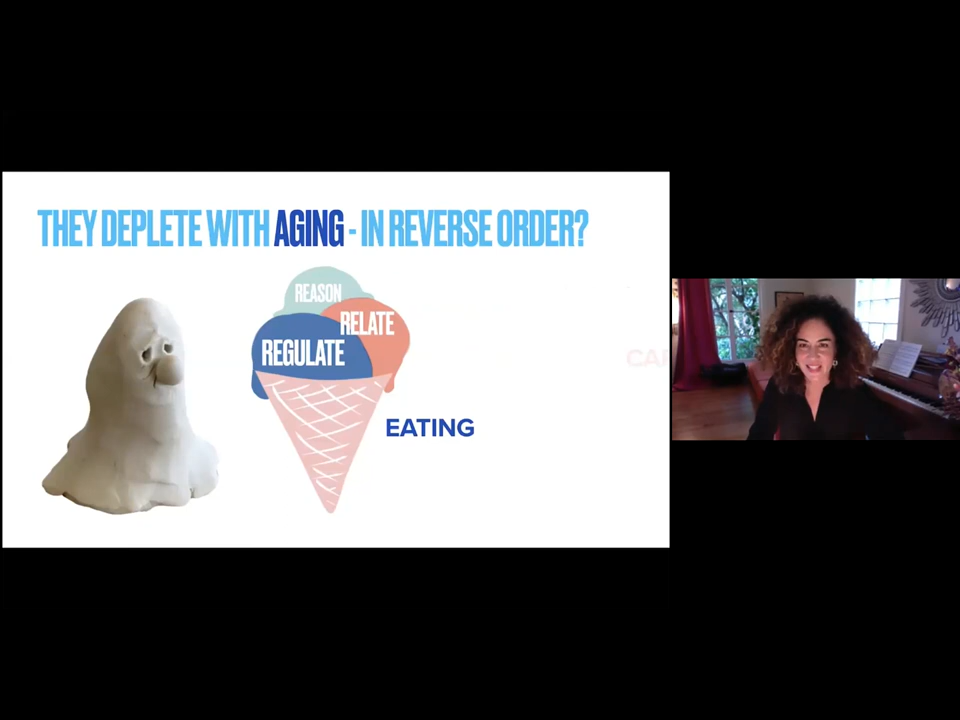 THEY DEPLETE WITH AGING - IN REVERSE ORDER?
REASON
RELATE
REGULATE
EATING